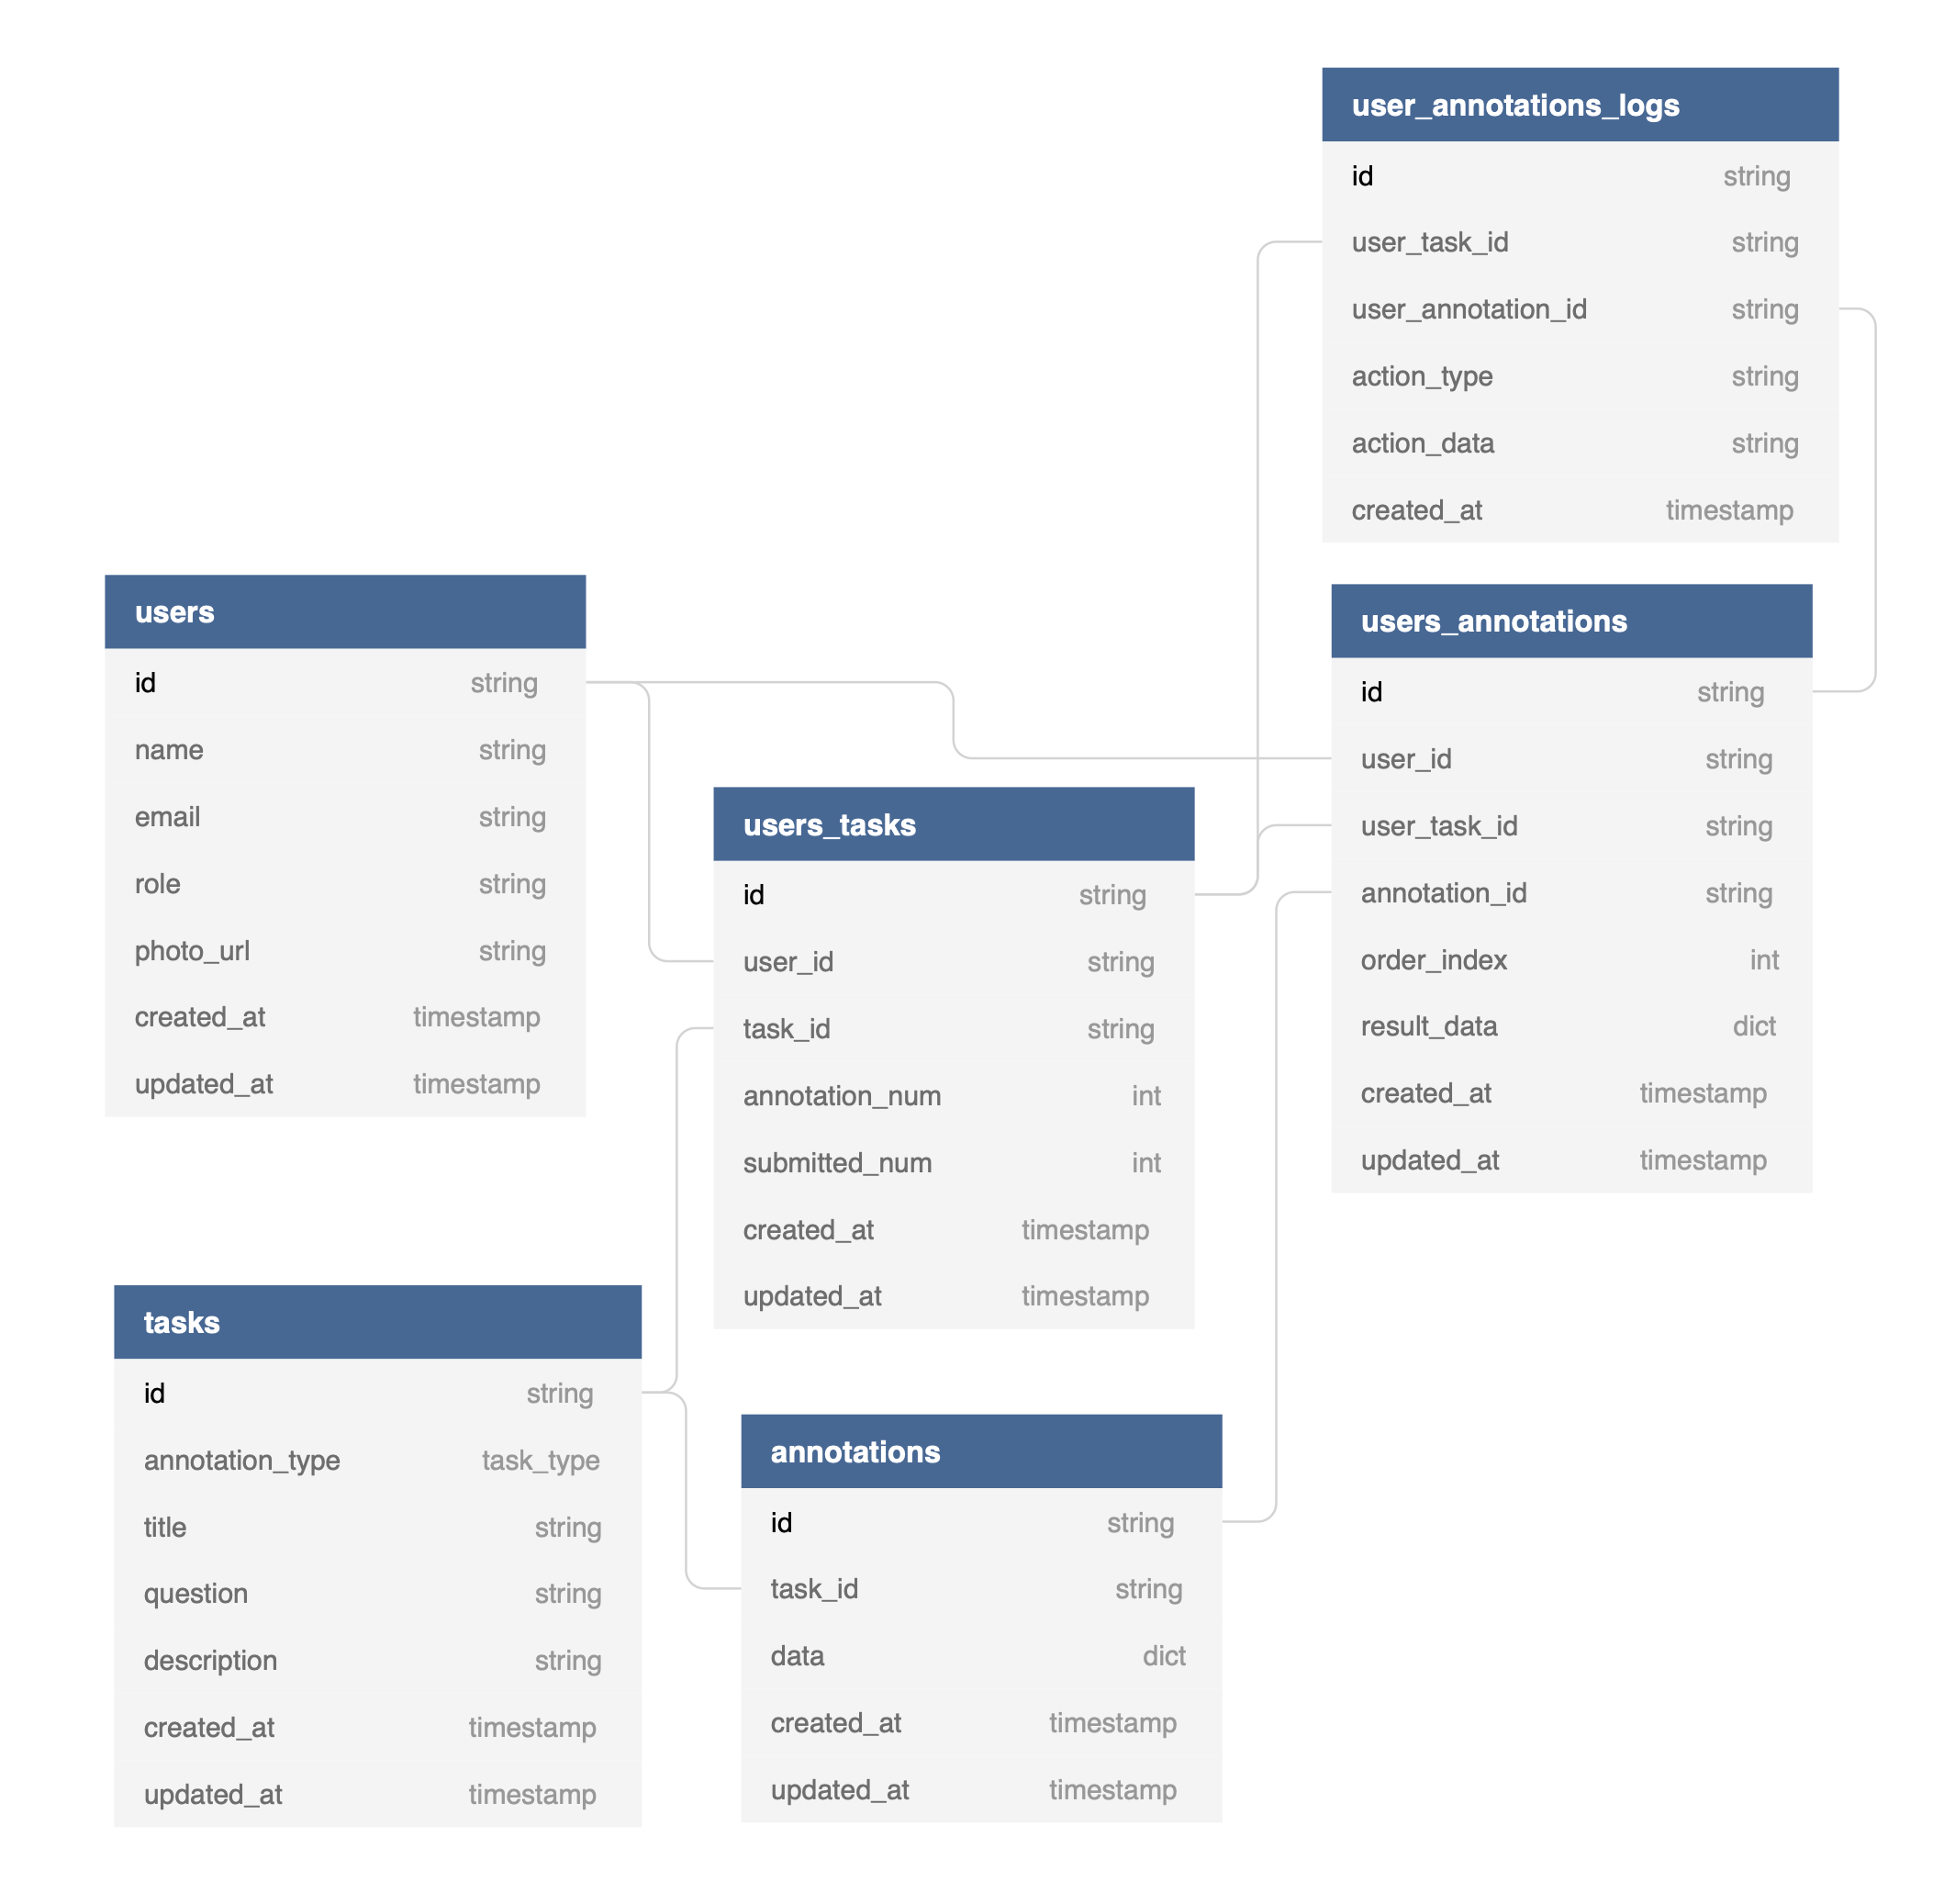 user_annotations_logs
id string
user_task_id string
user_annotation_id string
action_type string
action_data string
created_at timestamp
users
id string
name string
email string
role string
photo_url string
created_at timestamp
updated_at timestamp
users_annotations
id string
user_id string
user_task_id string
annotation_id string
order_index int
result_data dict
created_at timestamp
updated_at timestamp
users_tasks
id string
user_id string
task_id string
annotation_num int
submitted_num int
created_at timestamp
updated_at timestamp
tasks
id string
annotation_type task_type
title string
question string
description string
created_at timestamp
updated_at timestamp
annotations
id string
task_id string
data dict
created_at timestamp
updated_at timestamp